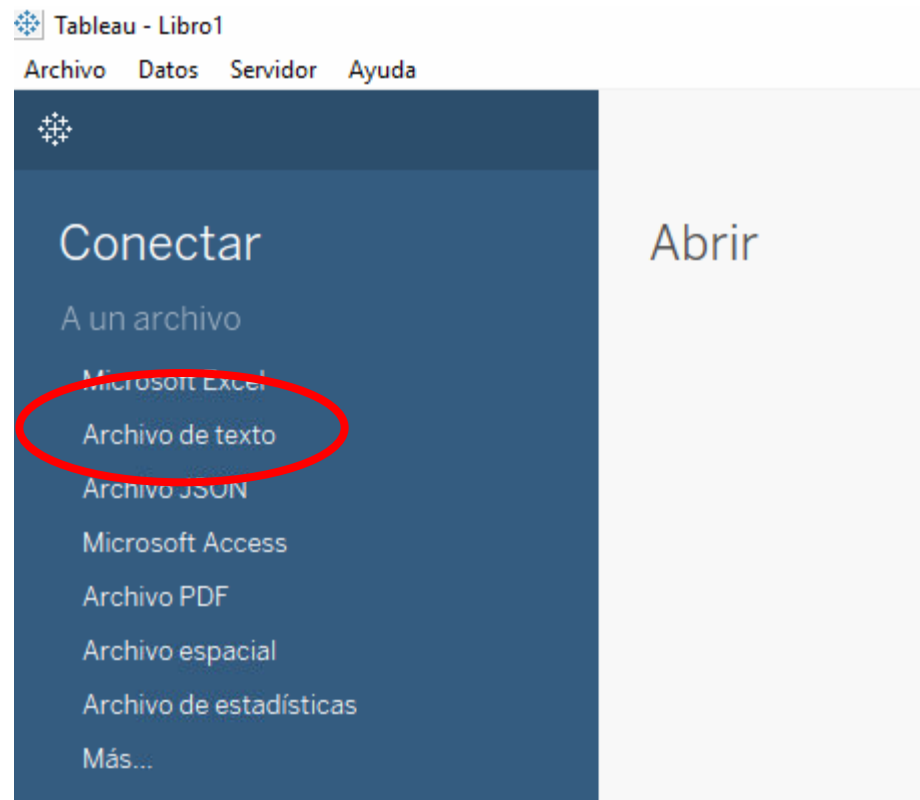 Tableau - Libro1
Archivo Datos Servidor Ayuda
Conectar
Abrir
A un archivo
Microsoft Excel
Archivo de texto
Archivo JSON
Microsoft Access
Archivo PDF
Archivo espacial
Archivo de estadísticas
Más...